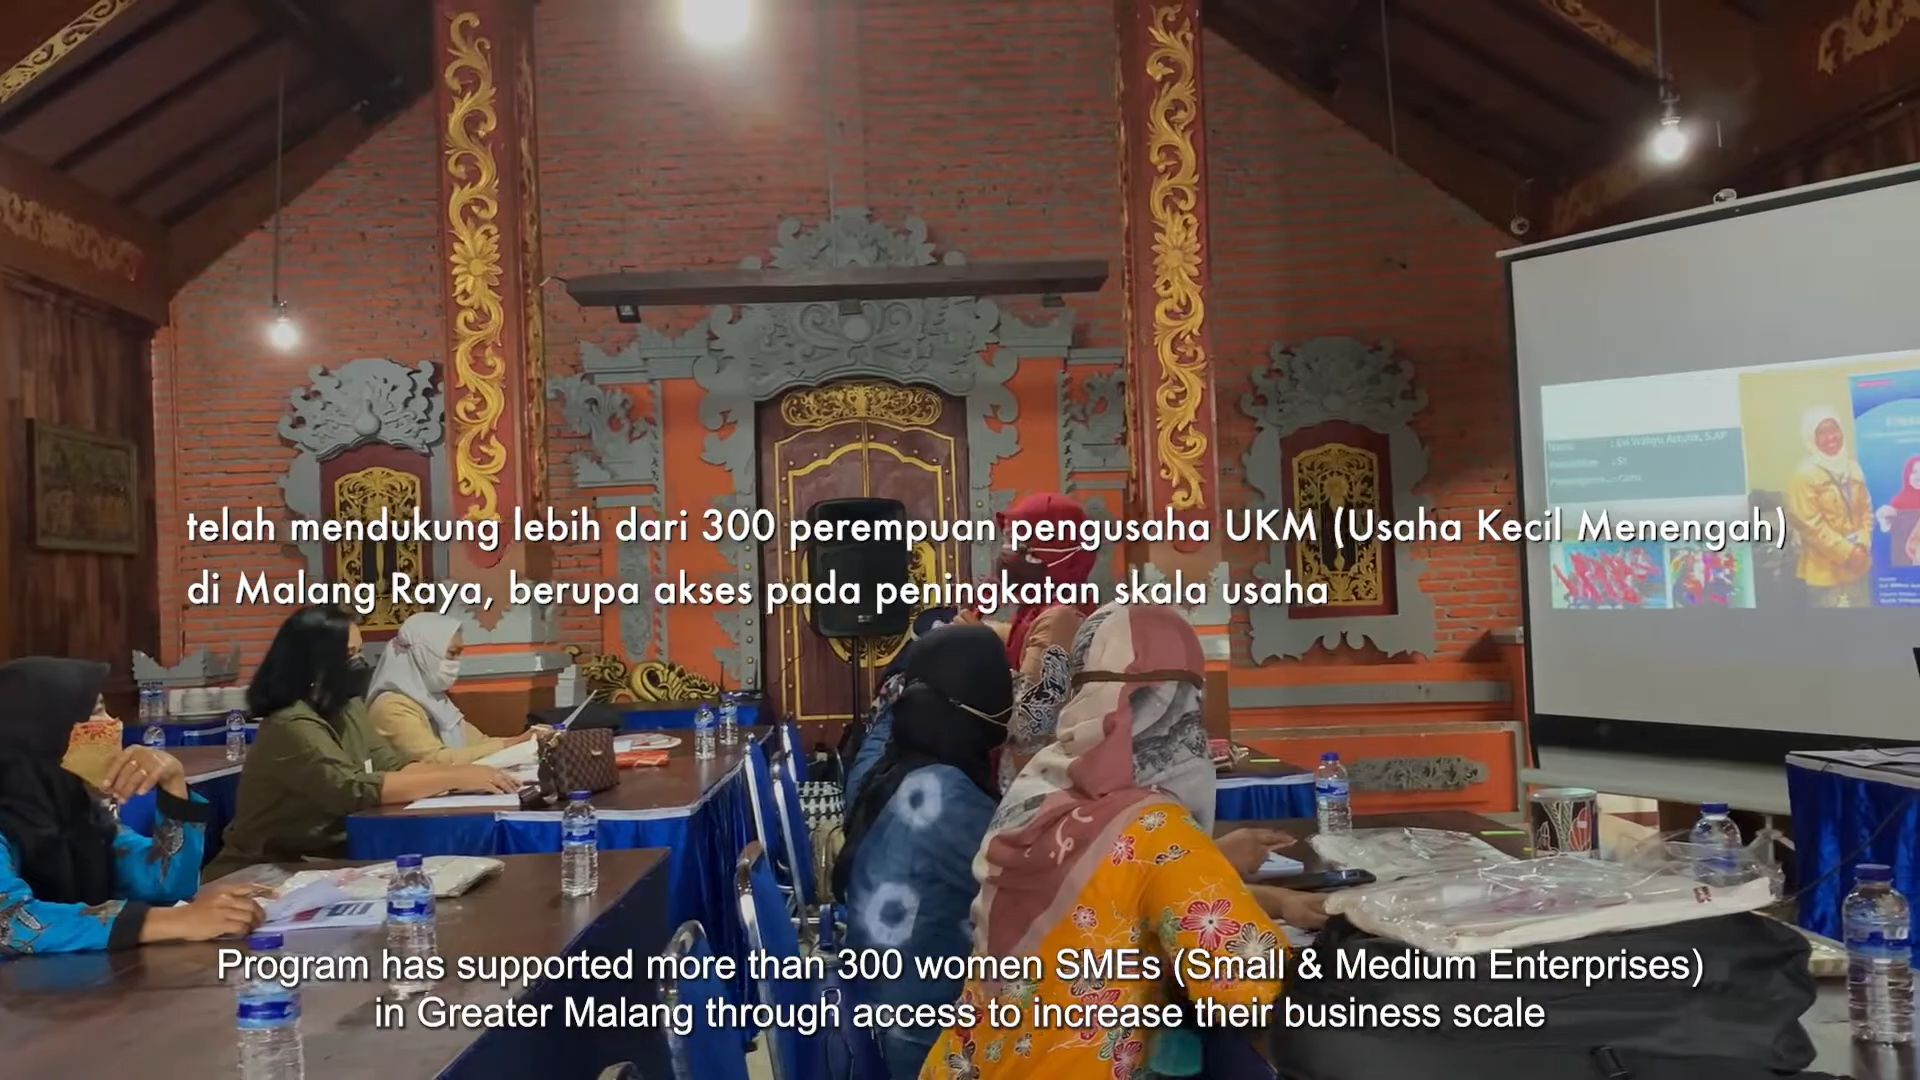 telah mendukung lebih dari 300 perempuan pengusaha UKM (Usaha Kecil Menengah)
di Malang Raya, berupa akses pada peningkatan skala usaha
Program has supported more than 300 women SMEs (Small & Medium Enterprises)
in Greater Malang through access to increase their business scale